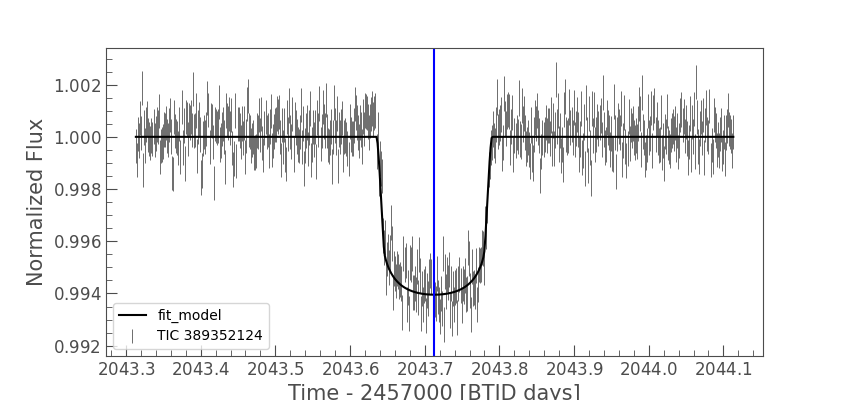 Normalized Flux
1.002
1.000
0.998
0.996
0.994
0.992
fit_model
TIC 389352124
2043.3 2043.4 2043.5 2043.6 2043.7 2043.8 2043.9 2044.0 2044.1
Time - 2457000 [BTJD days]